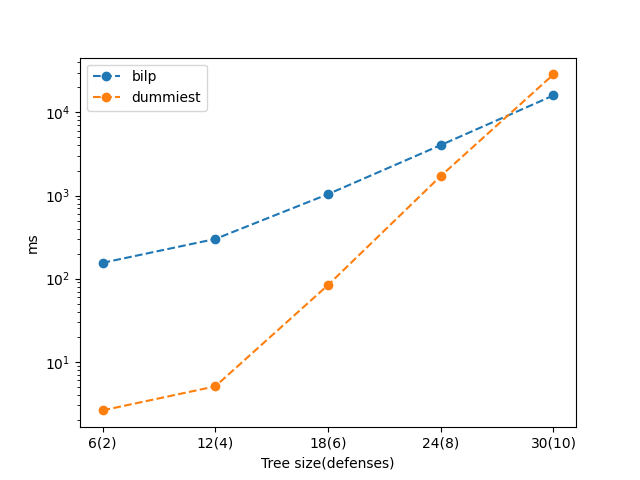 bilp
dummiest
10^4
10^3
10^2
10^1
ms
6(2) 12(4) 18(6) 24(8) 30(10)
Tree size(defenses)